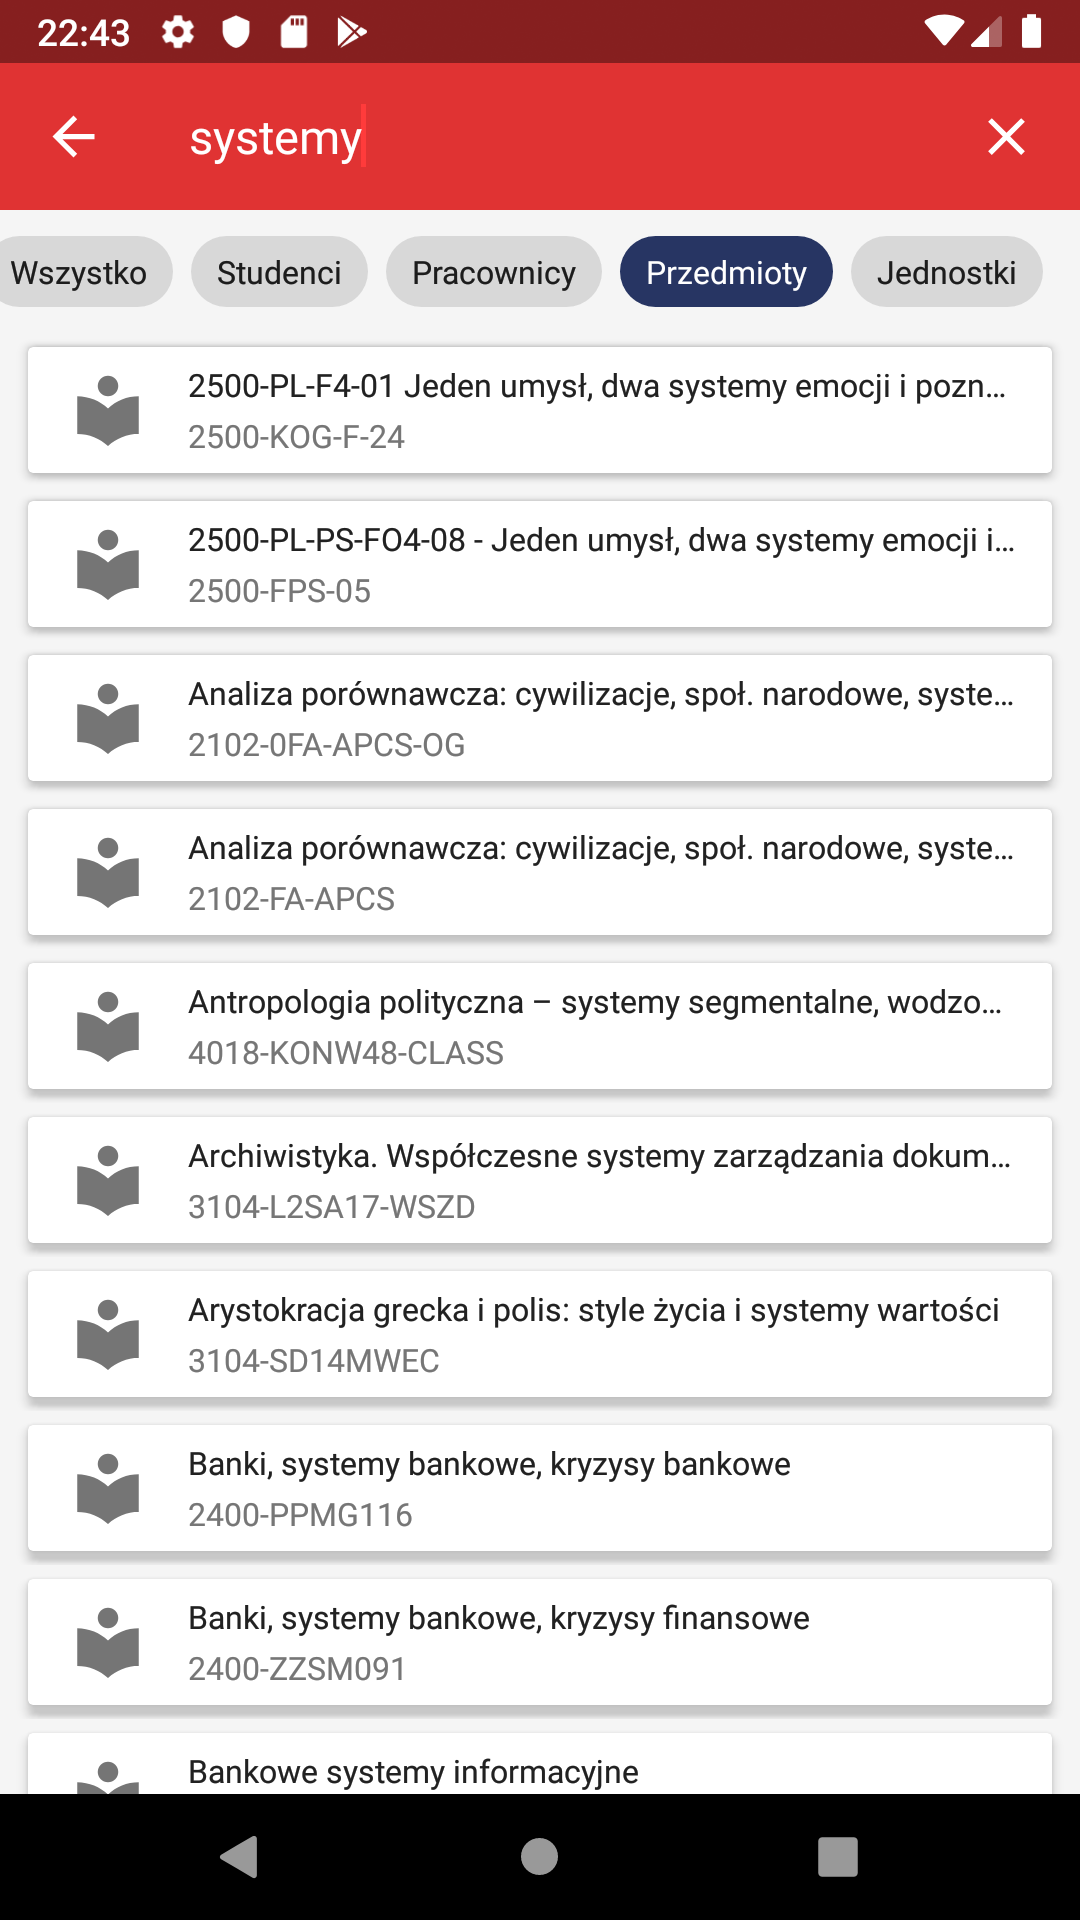 22:43
systemy
Wszystko Studenci Pracownicy Przedmioty Jednostki
2500-PL-F4-01 Jeden umysł, dwa systemy emocji i pozn...
2500-KOG-F-24
2500-PL-PS-FO4-08 - Jeden umysł, dwa systemy emocji i...
2500-FPS-05
Analiza porównawcza: cywilizacje, społ. narodowe, syste...
2102-0FA-APCS-OG
Analiza porównawcza: cywilizacje, społ. narodowe, syste...
2102-FA-APCS
Antropologia polityczna – systemy segmentalne, wodzo...
4018-KONW48-CLASS
Archiwistyka. Współczesne systemy zarządzania dokum...
3104-L2SA17-WSZD
Arystokracja grecka i polis: style życia i systemy wartości
3104-SD14MWEC
Banki, systemy bankowe, kryzysy bankowe
2400-PPMG116
Banki, systemy bankowe, kryzysy finansowe
2400-ZZSM091
Bankowe systemy informacyjne